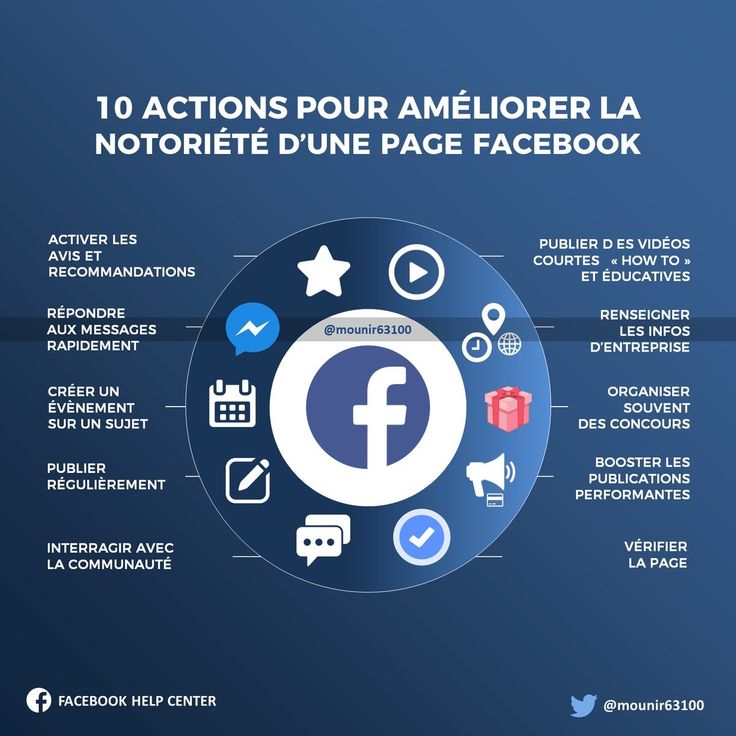 10 ACTIONS POUR AMÉLIORER LA
NOTORIÉTÉ D'UNE PAGE FACEBOOK
ACTIVER LES
AVIS ET
RECOMMANDATIONS
RÉPONDRE
AUX MESSAGES
RAPIDEMENT
CRÉER UN
ÉVÈNEMENT
SUR UN SUJET
PUBLIER
RÉGULIÈREMENT
INTERRAGIR AVEC
LA COMMUNAUTÉ
@mounir63100
PUBLIER D ES VIDÉOS
COURTES « HOW TO »
ET ÉDUCATIVES
RENSEIGNER
LES INFOS
D'ENTREPRISE
ORGANISER
SOUVENT
DES CONCOURS
BOOSTER LES
PUBLICATIONS
PERFORMANTES
VÉRIFIER
LA PAGE
FACEBOOK HELP CENTER
@mounir63100